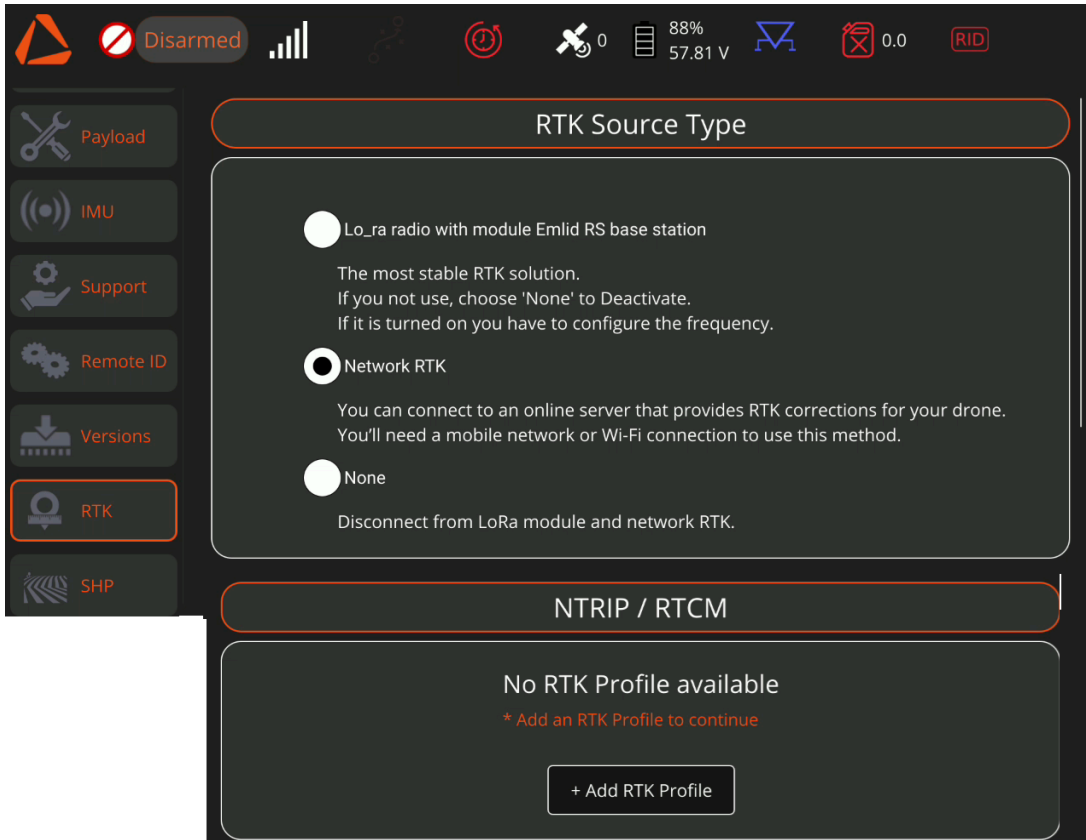 Disarmed
0
88%
57.81 V
0.0
RID
Payload
IMU
Support
Remote ID
Versions
RTK
SHP
RTK Source Type
Lo_ra radio with module Emlid RS base station
The most stable RTK solution.
If you not use, choose 'None' to Deactivate.
If it is turned on you have to configure the frequency.
Network RTK
You can connect to an online server that provides RTK corrections for your drone.
You’ll need a mobile network or Wi-Fi connection to use this method.
None
Disconnect from LoRa module and network RTK.
NTRIP / RTCM
No RTK Profile available
* Add an RTK Profile to continue
+ Add RTK Profile